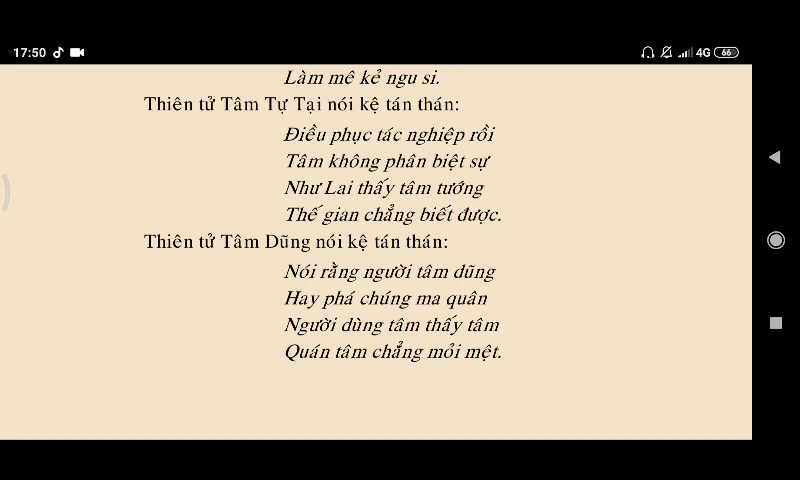 17:50
4G 66
Làm mê kẻ ngu si.
Thiên tử Tâm Tự Tại nói kệ tán thán:
Điều phục tác nghiệp rồi
Tâm không phân biệt sự
Như Lai thấy tâm tướng
Thế gian chẳng biết được.
Thiên tử Tâm Dũng nói kệ tán thán:
Nói rằng người tâm dũng
Hay phá chúng ma quân
Người dùng tâm thấy tâm
Quán tâm chẳng mỏi mệt.